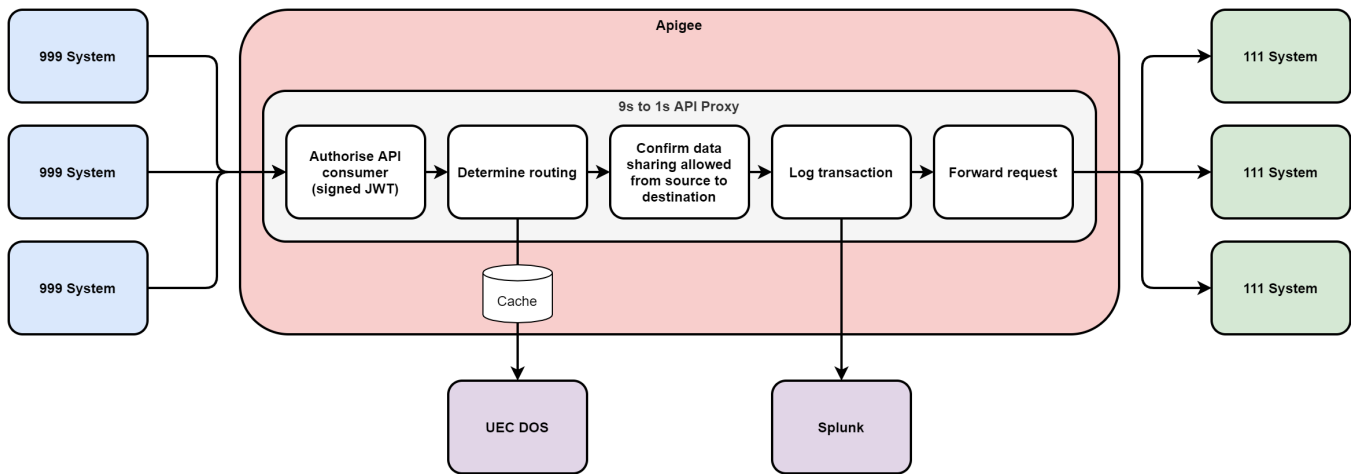 Apigee
999 System
999 System
999 System
9s to 1s API Proxy
Authorise API
consumer
(signed JWT)
Determine routing
Confirm data
sharing allowed
from source to
destination
Log transaction
Forward request
111 System
111 System
111 System
Cache
UEC DOS
Splunk